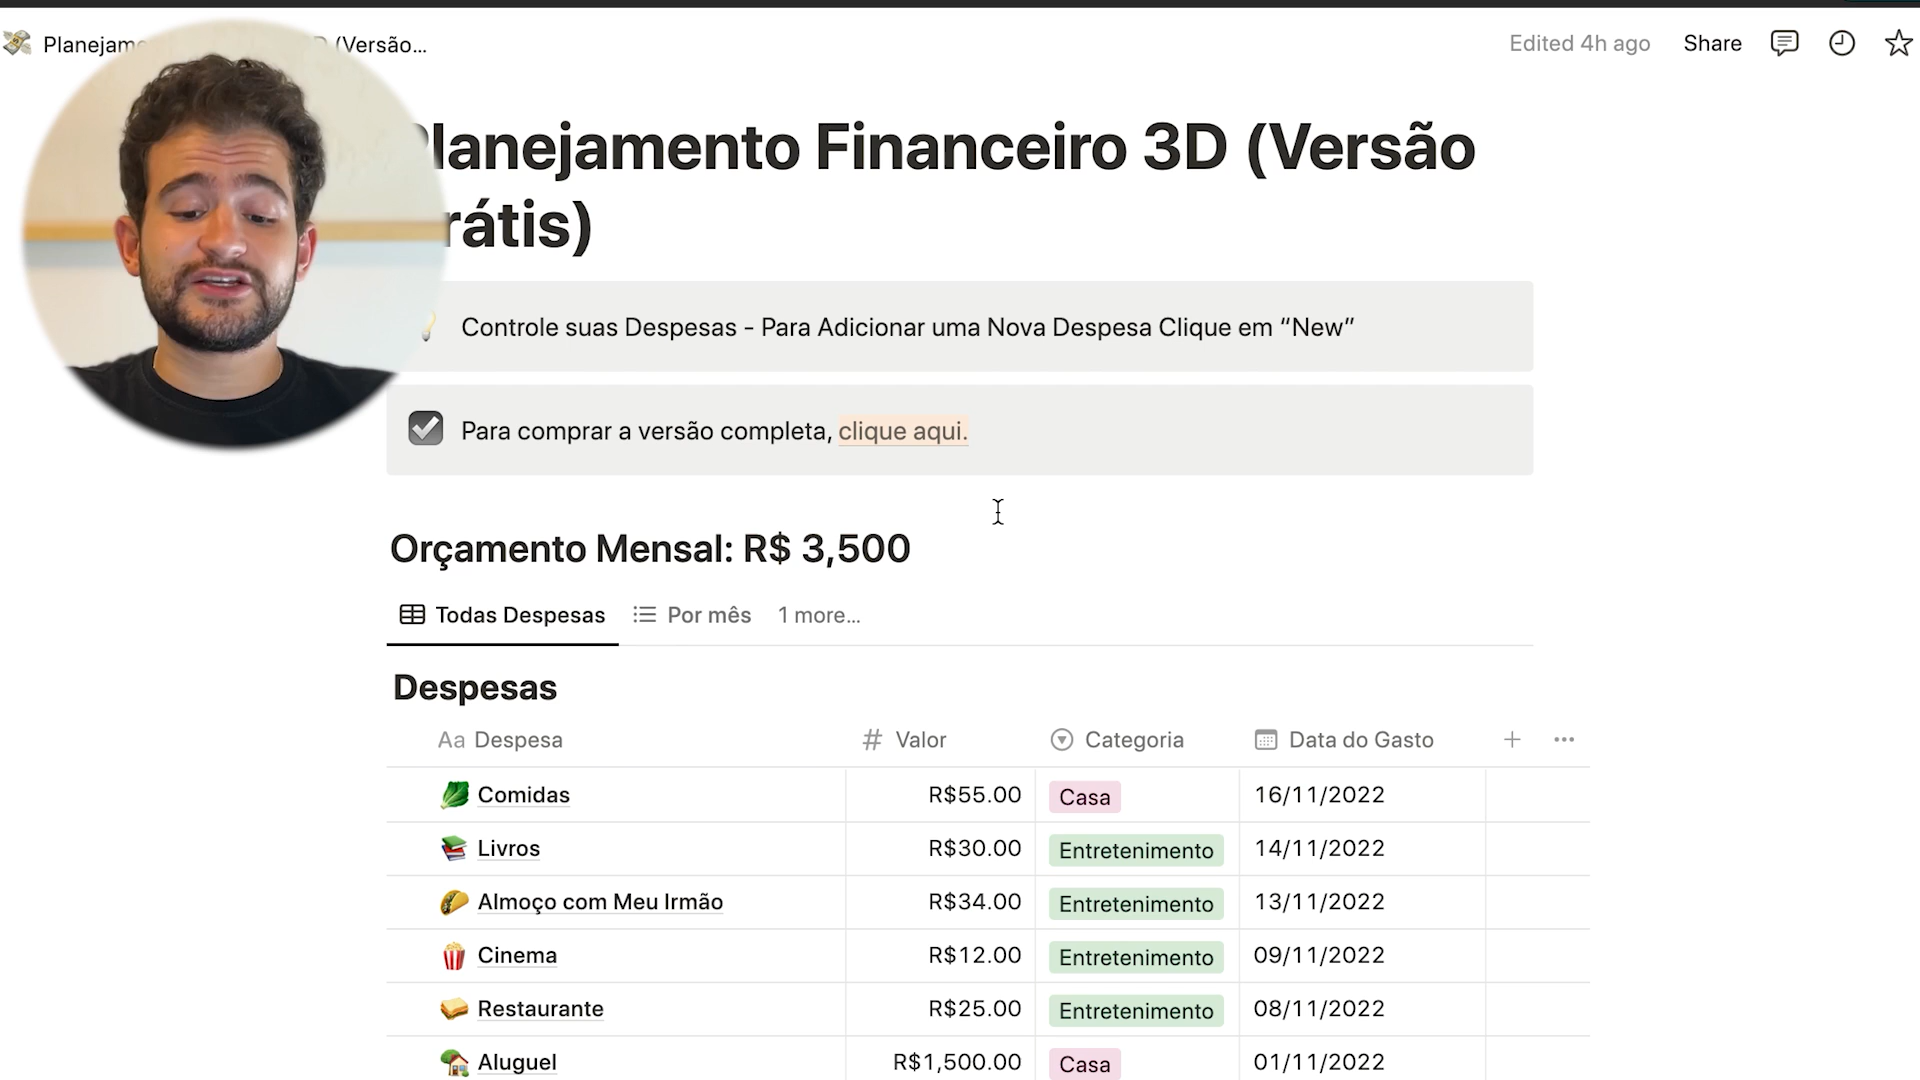 Planejam (Versão...
Edited 4h ago Share
Planejamento Financeiro 3D (Versão
rátis)
Controle suas Despesas - Para Adicionar uma Nova Despesa Clique em “New”
Para comprar a versão completa, clique aqui.
Orçamento Mensal: R$ 3,500
Todas Despesas Por mês 1 more...
Despesas
Aa Despesa # Valor Categoria Data do Gasto + ...
Comidas R$55.00 Casa 16/11/2022
Livros R$30.00 Entretenimento 14/11/2022
Almoço com Meu Irmão R$34.00 Entretenimento 13/11/2022
Cinema R$12.00 Entretenimento 09/11/2022
Restaurante R$25.00 Entretenimento 08/11/2022
Aluguel R$1,500.00 Casa 01/11/2022